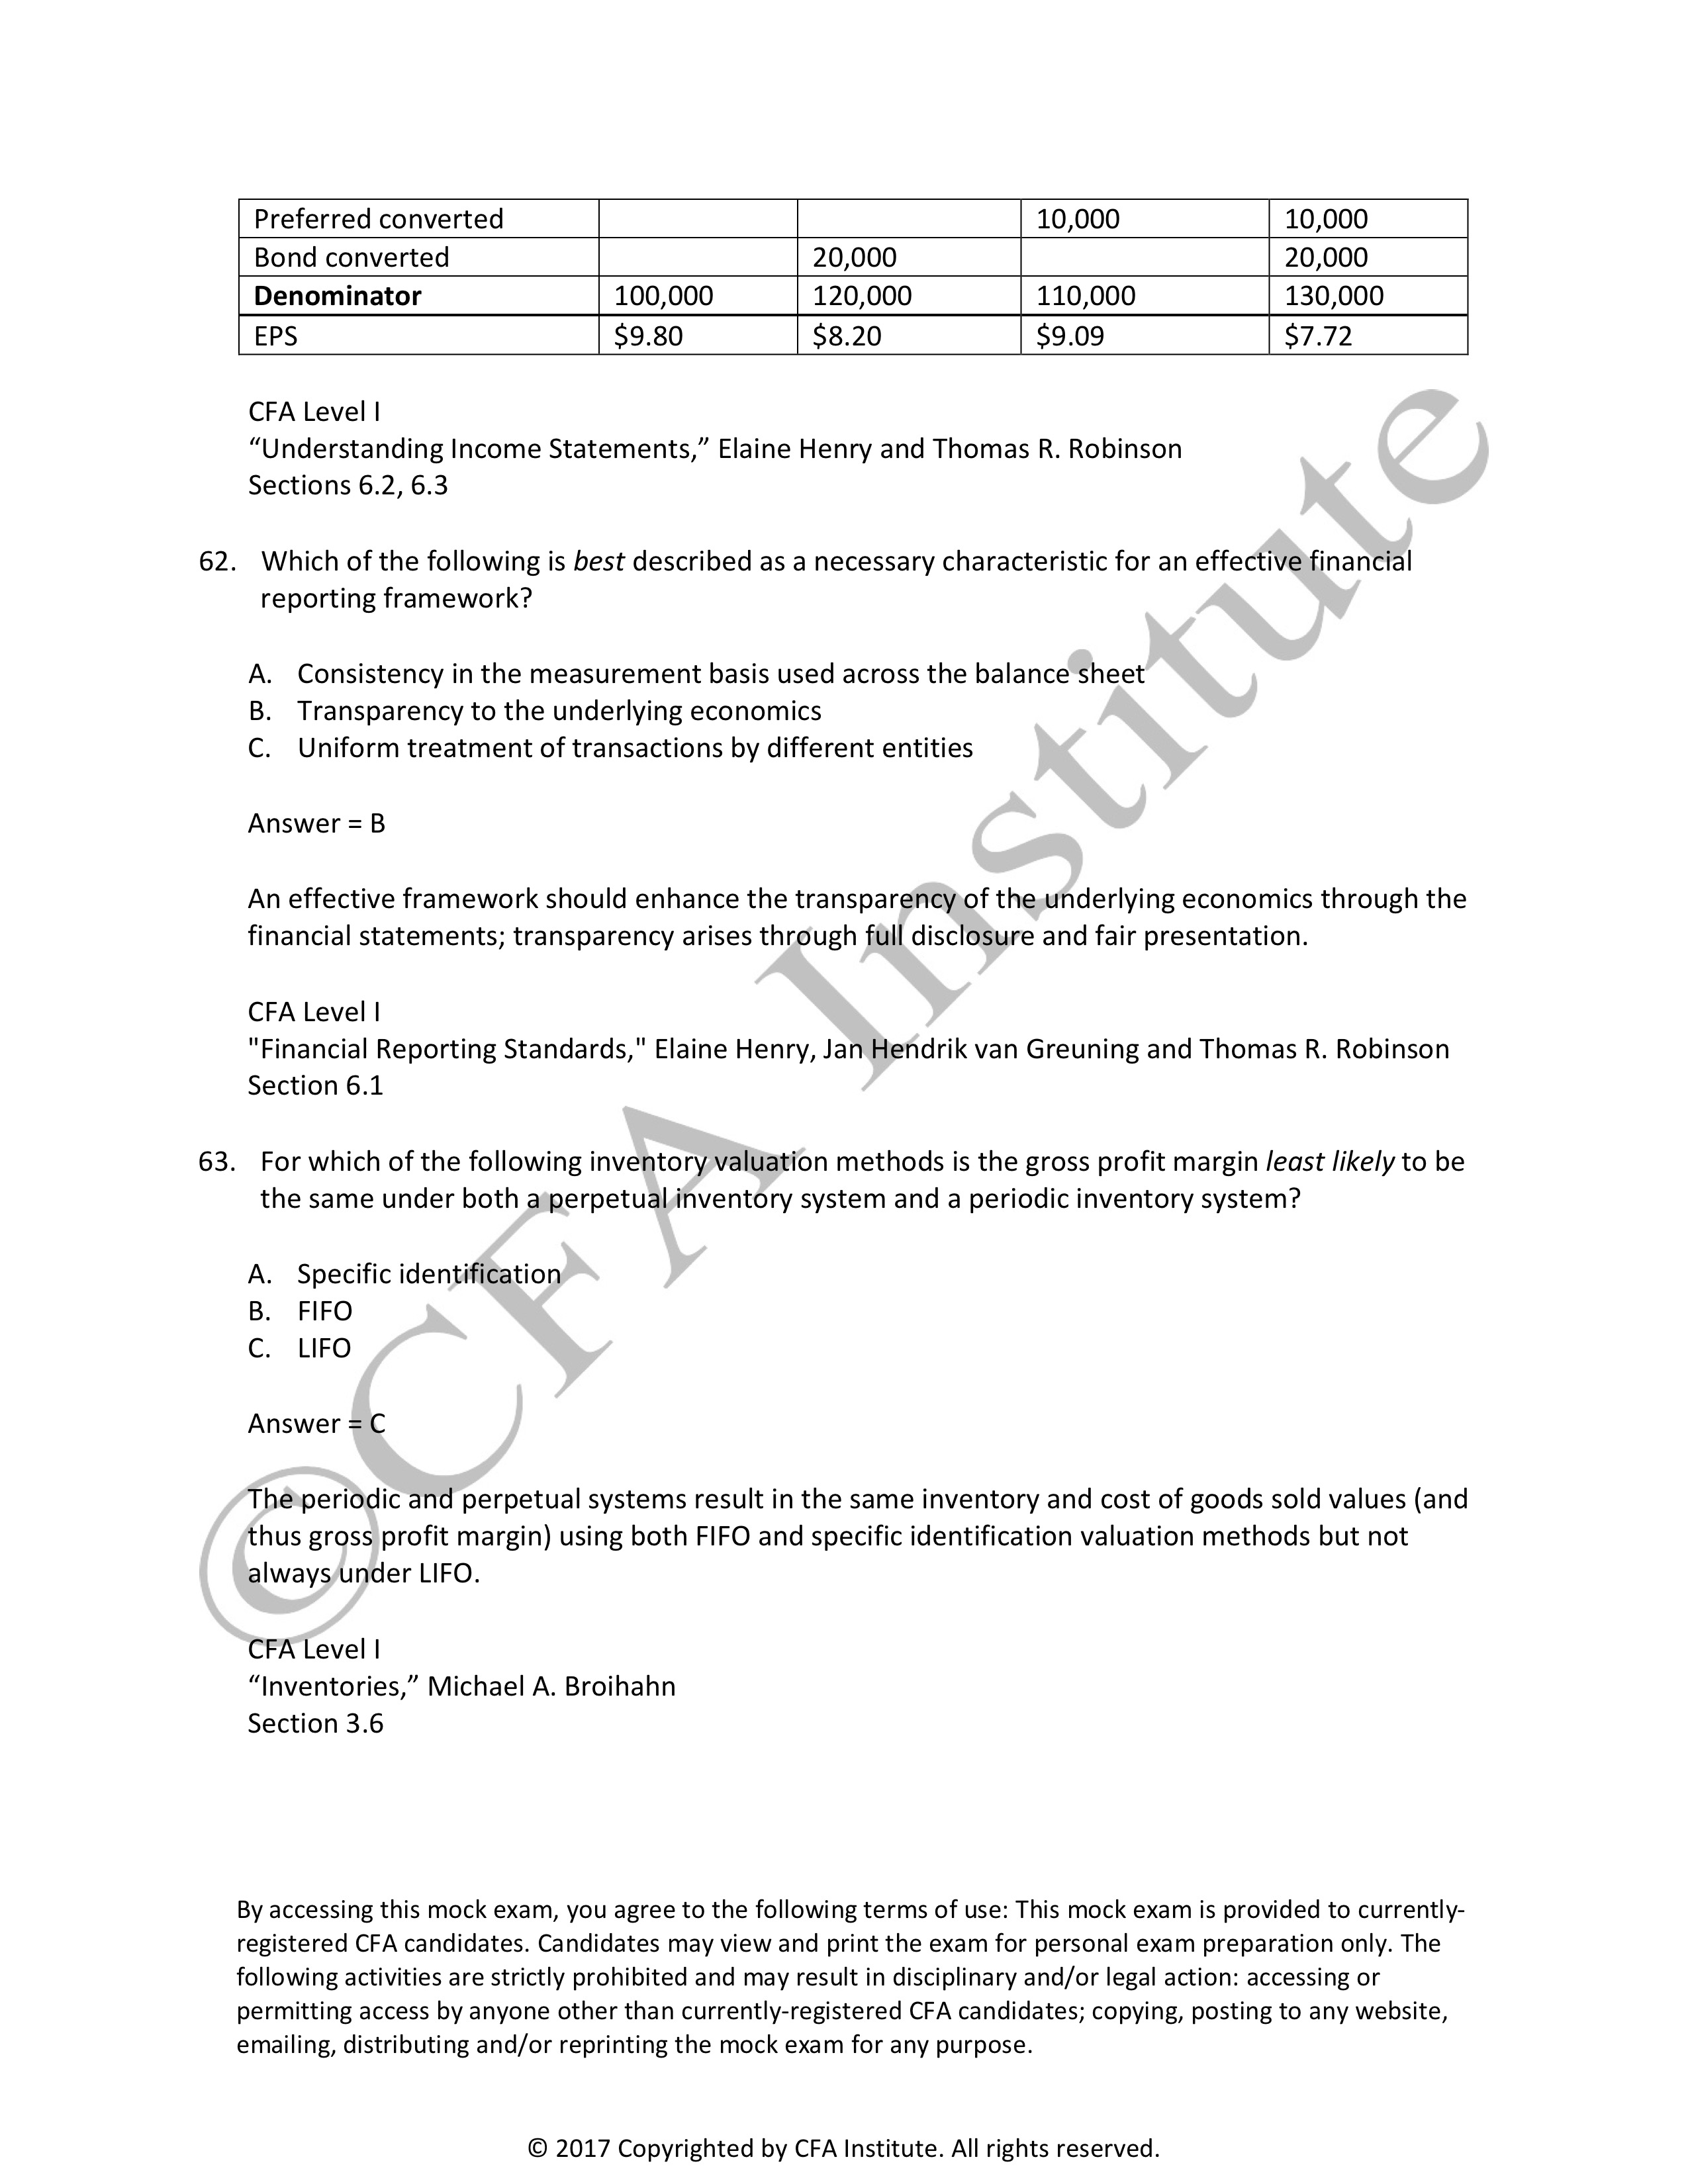 Preferred converted 10,000 10,000
Bond converted 20,000 20,000
Denominator 100,000 120,000 110,000 130,000
EPS $9.80 $8.20 $9.09 $7.72
CFA Level I
“Understanding Income Statements,” Elaine Henry and Thomas R. Robinson
Sections 6.2, 6.3
62. Which of the following is best described as a necessary characteristic for an effective financial
reporting framework?
A. Consistency in the measurement basis used across the balance sheet
B. Transparency to the underlying economics
C. Uniform treatment of transactions by different entities
Answer = B
An effective framework should enhance the transparency of the underlying economics through the
financial statements; transparency arises through full disclosure and fair presentation.
CFA Level I
"Financial Reporting Standards," Elaine Henry, Jan Hendrik van Greuning and Thomas R. Robinson
Section 6.1
63. For which of the following inventory valuation methods is the gross profit margin least likely to be
the same under both a perpetual inventory system and a periodic inventory system?
A. Specific identification
B. FIFO
C. LIFO
Answer = C
The periodic and perpetual systems result in the same inventory and cost of goods sold values (and
thus gross profit margin) using both FIFO and specific identification valuation methods but not
always under LIFO.
CFA Level I
“Inventories,” Michael A. Broihahn
Section 3.6
By accessing this mock exam, you agree to the following terms of use: This mock exam is provided to currently-
registered CFA candidates. Candidates may view and print the exam for personal exam preparation only. The
following activities are strictly prohibited and may result in disciplinary and/or legal action: accessing or
permitting access by anyone other than currently-registered CFA candidates; copying, posting to any website,
emailing, distributing and/or reprinting the mock exam for any purpose.
© 2017 Copyrighted by CFA Institute. All rights reserved.
© CFA Institute